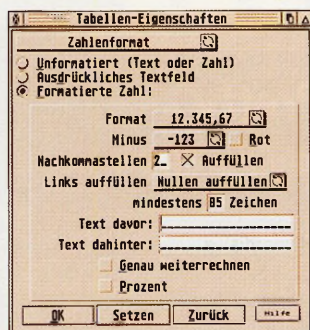 Tabellen-Eigenschaften
Zahlenformat
Unformatiert (Text oder Zahl)
Ausdrückliches Textfeld
Formatierte Zahl:
Format 12.345,67
Minus -123 Rot
Nachkommastellen 2_ Auffüllen
Links auffüllen Nullen auffüllen
mindestens 05 Zeichen
Text davor:
Text dahinter:
Genau weiterrechnen
Prozent
OK Setzen Zurück Hilfe